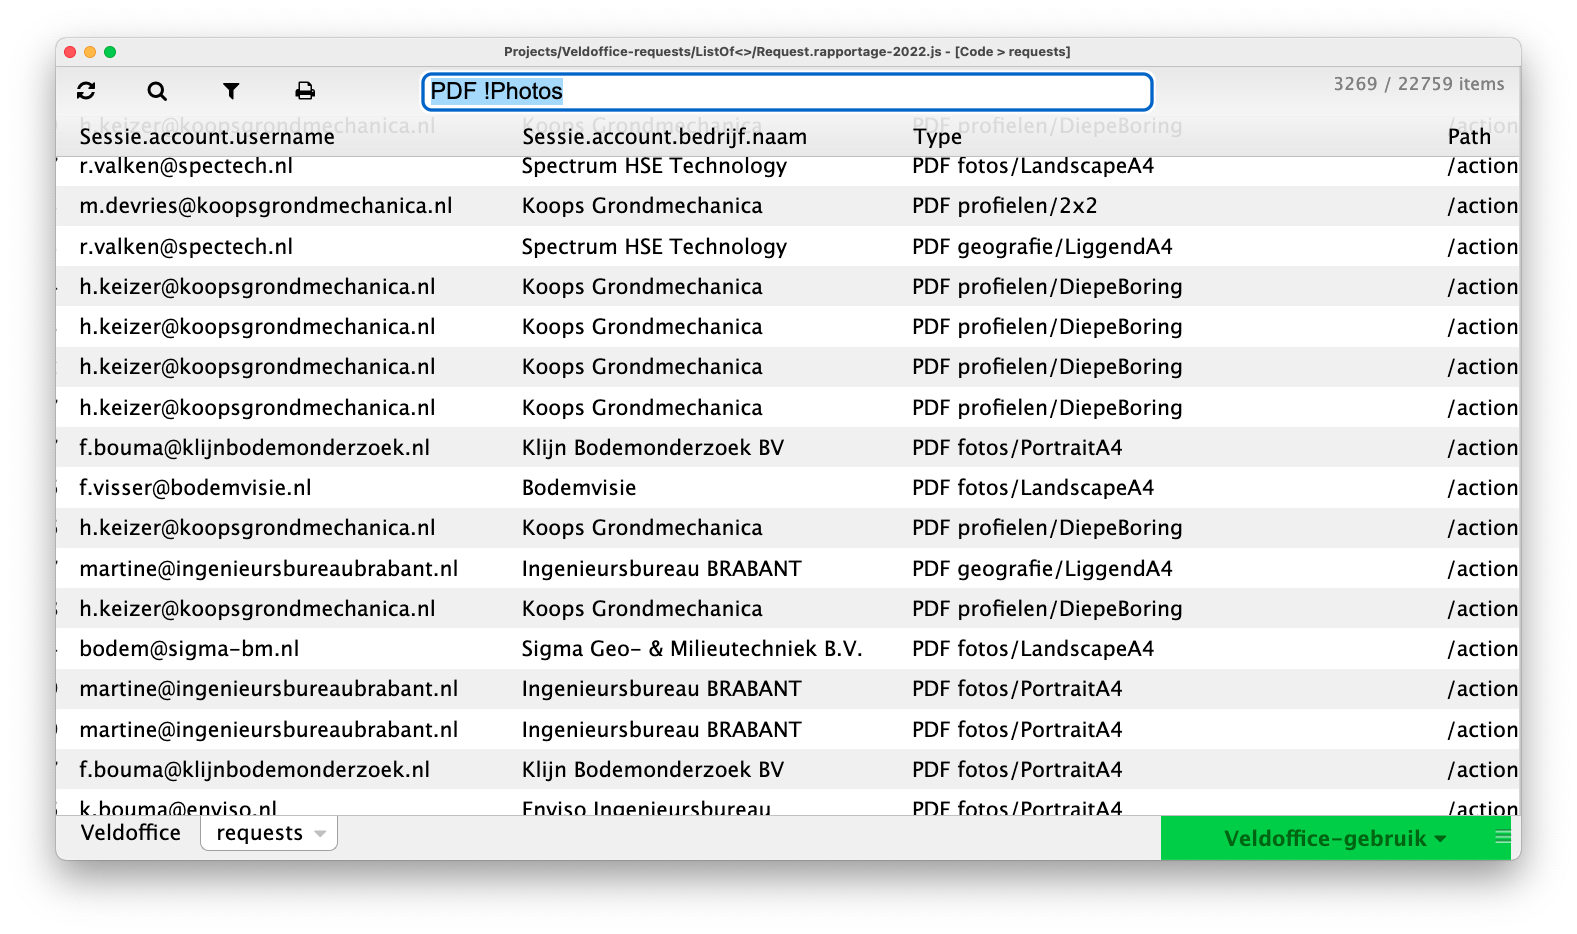 Projects/Veldoffice-requests/ListOf<>/Request.rapportage-2022.js - [Code > requests]
PDF !Photos 3269 / 22759 items
h.keizer@koopsgrondmechanica.nl Koops Grondmechanica PDF profielen/DiepeBoring /action
Sessie.account.username Sessie.account.bedrijf.naam Type Path
r.valken@spectech.nl Spectrum HSE Technology PDF fotos/LandscapeA4 /action
m.devries@koopsgrondmechanica.nl Koops Grondmechanica PDF profielen/2x2 /action
r.valken@spectech.nl Spectrum HSE Technology PDF geografie/LiggendA4 /action
h.keizer@koopsgrondmechanica.nl Koops Grondmechanica PDF profielen/DiepeBoring /action
h.keizer@koopsgrondmechanica.nl Koops Grondmechanica PDF profielen/DiepeBoring /action
h.keizer@koopsgrondmechanica.nl Koops Grondmechanica PDF profielen/DiepeBoring /action
h.keizer@koopsgrondmechanica.nl Koops Grondmechanica PDF profielen/DiepeBoring /action
f.bouma@klijnbodemonderzoek.nl Klijn Bodemonderzoek BV PDF fotos/PortraitA4 /action
f.visser@bodemvisie.nl Bodemvisie PDF fotos/LandscapeA4 /action
h.keizer@koopsgrondmechanica.nl Koops Grondmechanica PDF profielen/DiepeBoring /action
martine@ingenieursbureaubrabant.nl Ingenieursbureau BRABANT PDF geografie/LiggendA4 /action
h.keizer@koopsgrondmechanica.nl Koops Grondmechanica PDF profielen/DiepeBoring /action
bodem@sigma-bm.nl Sigma Geo- & Milieutechniek B.V. PDF fotos/LandscapeA4 /action
martine@ingenieursbureaubrabant.nl Ingenieursbureau BRABANT PDF fotos/PortraitA4 /action
martine@ingenieursbureaubrabant.nl Ingenieursbureau BRABANT PDF fotos/PortraitA4 /action
f.bouma@klijnbodemonderzoek.nl Klijn Bodemonderzoek BV PDF fotos/PortraitA4 /action
k.bouma@enviso.nl Enviso Ingenieursbureau PDF fotos/PortraitA4 /action
Veldoffice requests Veldoffice-gebruik